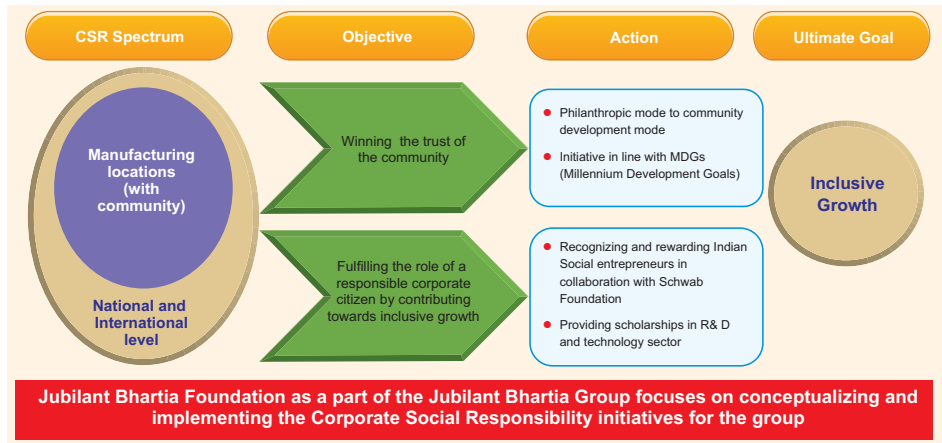 CSR Spectrum
Objective
Action
Ultimate Goal
Manufacturing
locations
(with
community)
National and
International
level
Winning the trust of
the community
Fulfilling the role of a
responsible corporate
citizen by contributing
towards inclusive growth
Philanthropic mode to community
development mode
Initiative in line with MDGs
(Millennium Development Goals)
Recognizing and rewarding Indian
Social entrepreneurs in
collaboration with Schwab
Foundation
Providing scholarships in R& D
and technology sector
Inclusive
Growth
Jubilant Bhartia Foundation as a part of the Jubilant Bhartia Group focuses on conceptualizing and
implementing the Corporate Social Responsibility initiatives for the group